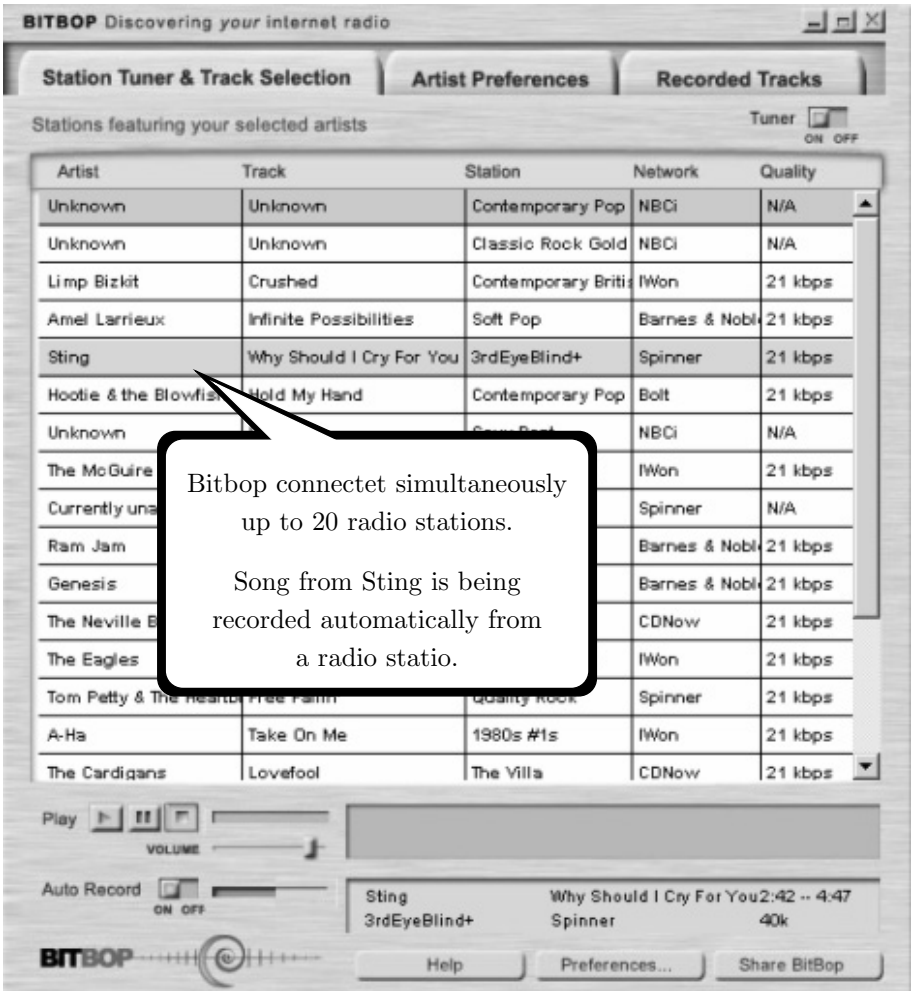 BITBOP Discovering your internet radio
Station Tuner & Track Selection Artist Preferences Recorded Tracks
Stations featuring your selected artists Tuner
ON OFF
Artist Track Station Network Quality
Unknown Unknown Contemporary Pop NBCi N/A
Unknown Unknown Classic Rock Gold NBCi N/A
Limp Bizkit Crushed Contemporary Briti IWon 21 kbps
Amel Larrieux Infinite Possibilities Soft Pop Barnes & Nobl 21 kbps
Sting Why Should I Cry For You 3rdEyeBlind+ Spinner 21 kbps
Hootie & the Blowfis Hold My Hand Contemporary Pop Bolt 21 kbps
Unknown NBCi N/A
The McGuire IWon 21 kbps
Currently una Spinner N/A
Ram Jam Barnes & Nobl 21 kbps
Genesis Barnes & Nobl 21 kbps
The Neville B CDNow 21 kbps
The Eagles IWon 21 kbps
Tom Petty & The Heartb Free Fallin' Quality Rock Spinner 21 kbps
A-Ha Take On Me 1980s #1s IWon 21 kbps
The Cardigans Lovefool The Villa CDNow 21 kbps
Bitbop connectet simultaneously
up to 20 radio stations.
Song from Sting is being
recorded automatically from
a radio statio.
Play
VOLUME
Auto Record
ON OFF
Sting Why Should I Cry For You 2:42 -- 4:47
3rdEyeBlind+ Spinner 40k
BITBOP
Help Preferences... Share BitBop